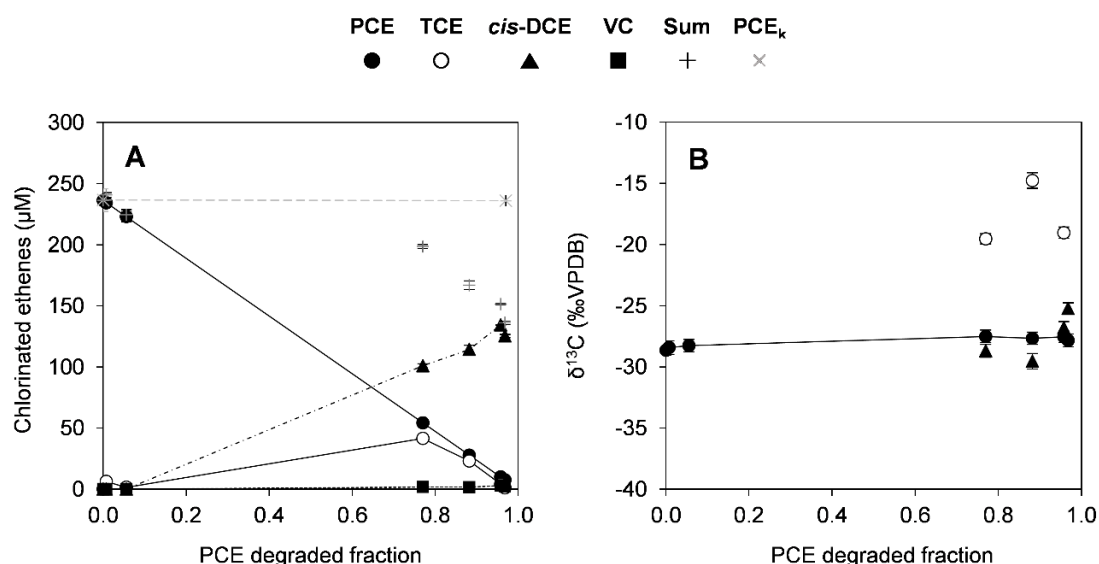 PCE TCE cis-DCE VC Sum PCEk
A
Chlorinated ethenes (µM)
300
250
200
150
100
50
0
0.0 0.2 0.4 0.6 0.8 1.0
PCE degraded fraction
B
δ13C (‰VPDB)
-10
-15
-20
-25
-30
-35
-40
0.0 0.2 0.4 0.6 0.8 1.0
PCE degraded fraction